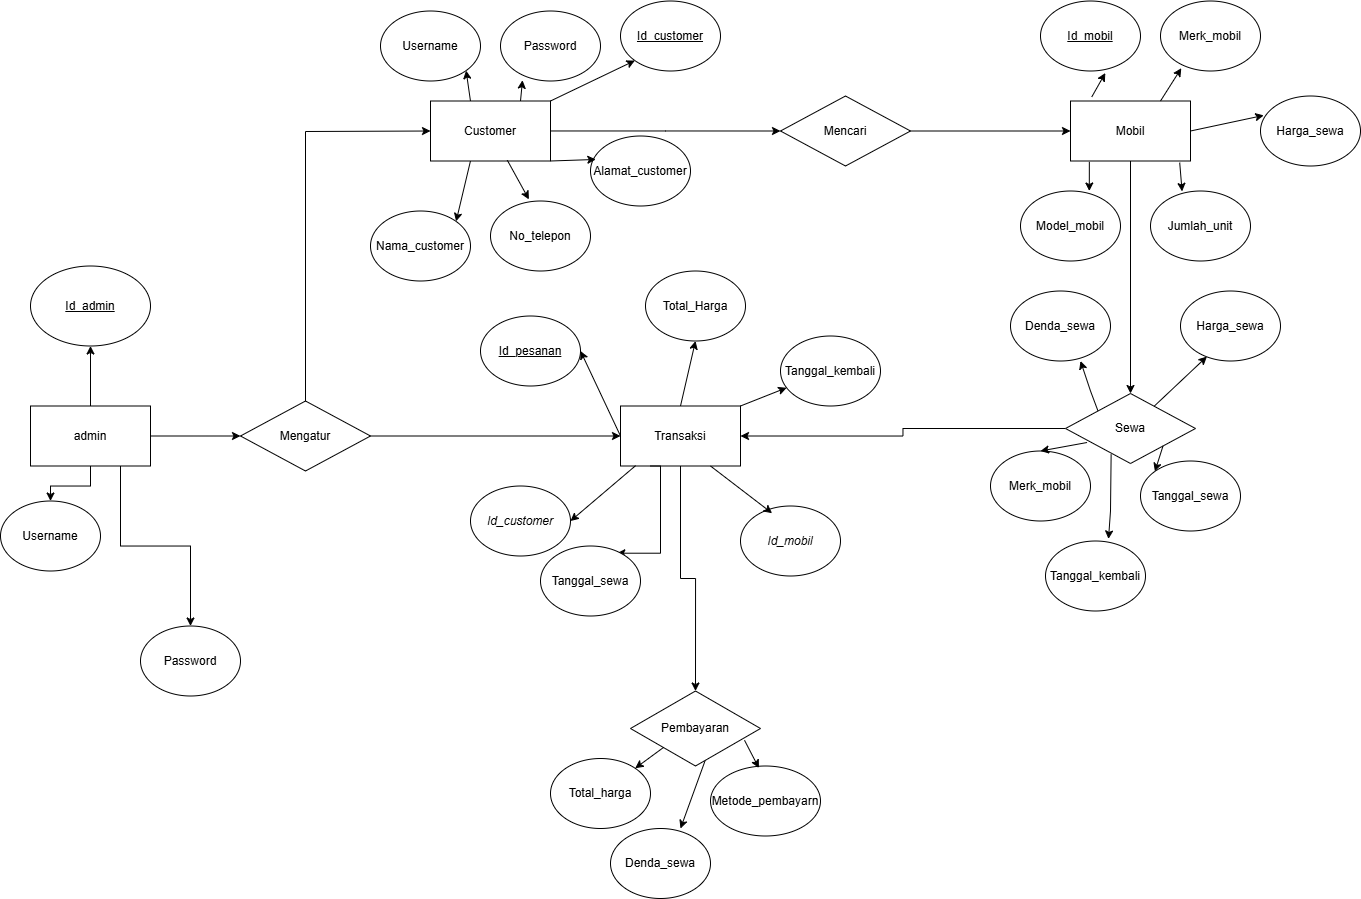 Username
Password
Id_customer
Id_mobil
Merk_mobil
Customer
Mencari
Mobil
Harga_sewa
Alamat_customer
Nama_customer
No_telepon
Model_mobil
Jumlah_unit
Id_admin
Total_Harga
Denda_sewa
Harga_sewa
Id_pesanan
Tanggal_kembali
admin
Mengatur
Transaksi
Sewa
Merk_mobil
Tanggal_sewa
Username
Id_customer
Id_mobil
Tanggal_sewa
Tanggal_kembali
Password
Pembayaran
Total_harga
Metode_pembayarn
Denda_sewa